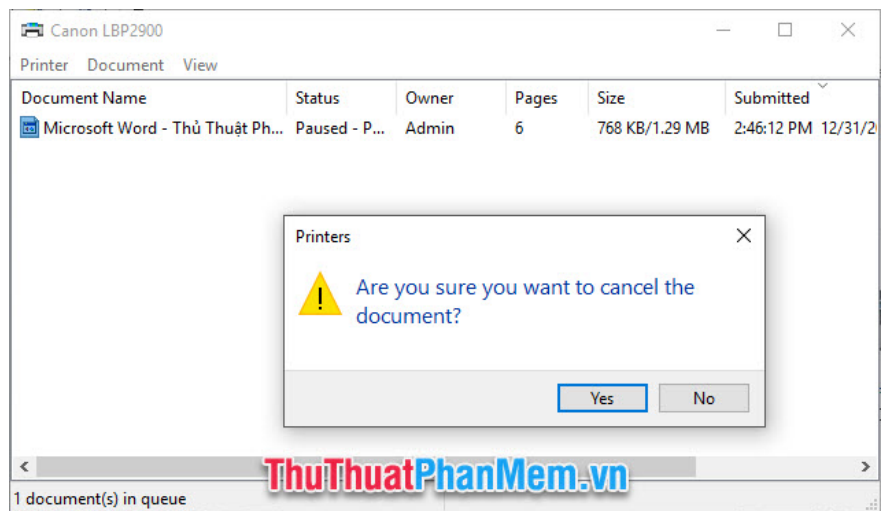 Canon LBP2900
Printer Document View
Document Name Status Owner Pages Size Submitted
Microsoft Word - Thủ Thuật Ph... Paused - P... Admin 6 768 KB/1.29 MB 2:46:12 PM 12/31/2
Printers
Are you sure you want to cancel the
document?
Yes No
ThuThuatPhanMem.vn
1 document(s) in queue